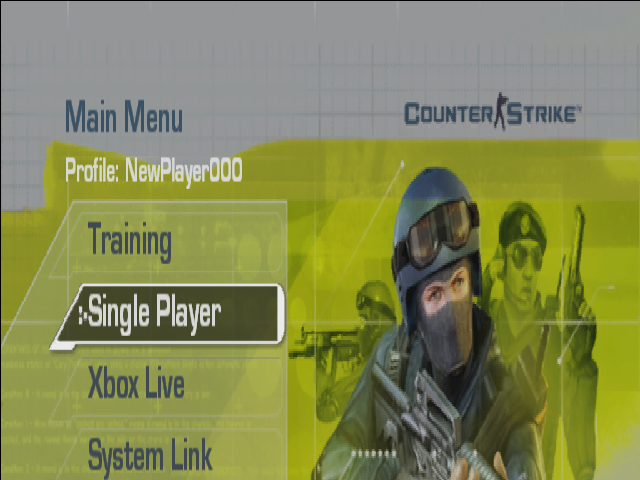 Main Menu
COUNTER STRIKE
Profile: NewPlayer000
Training
Single Player
Xbox Live
System Link